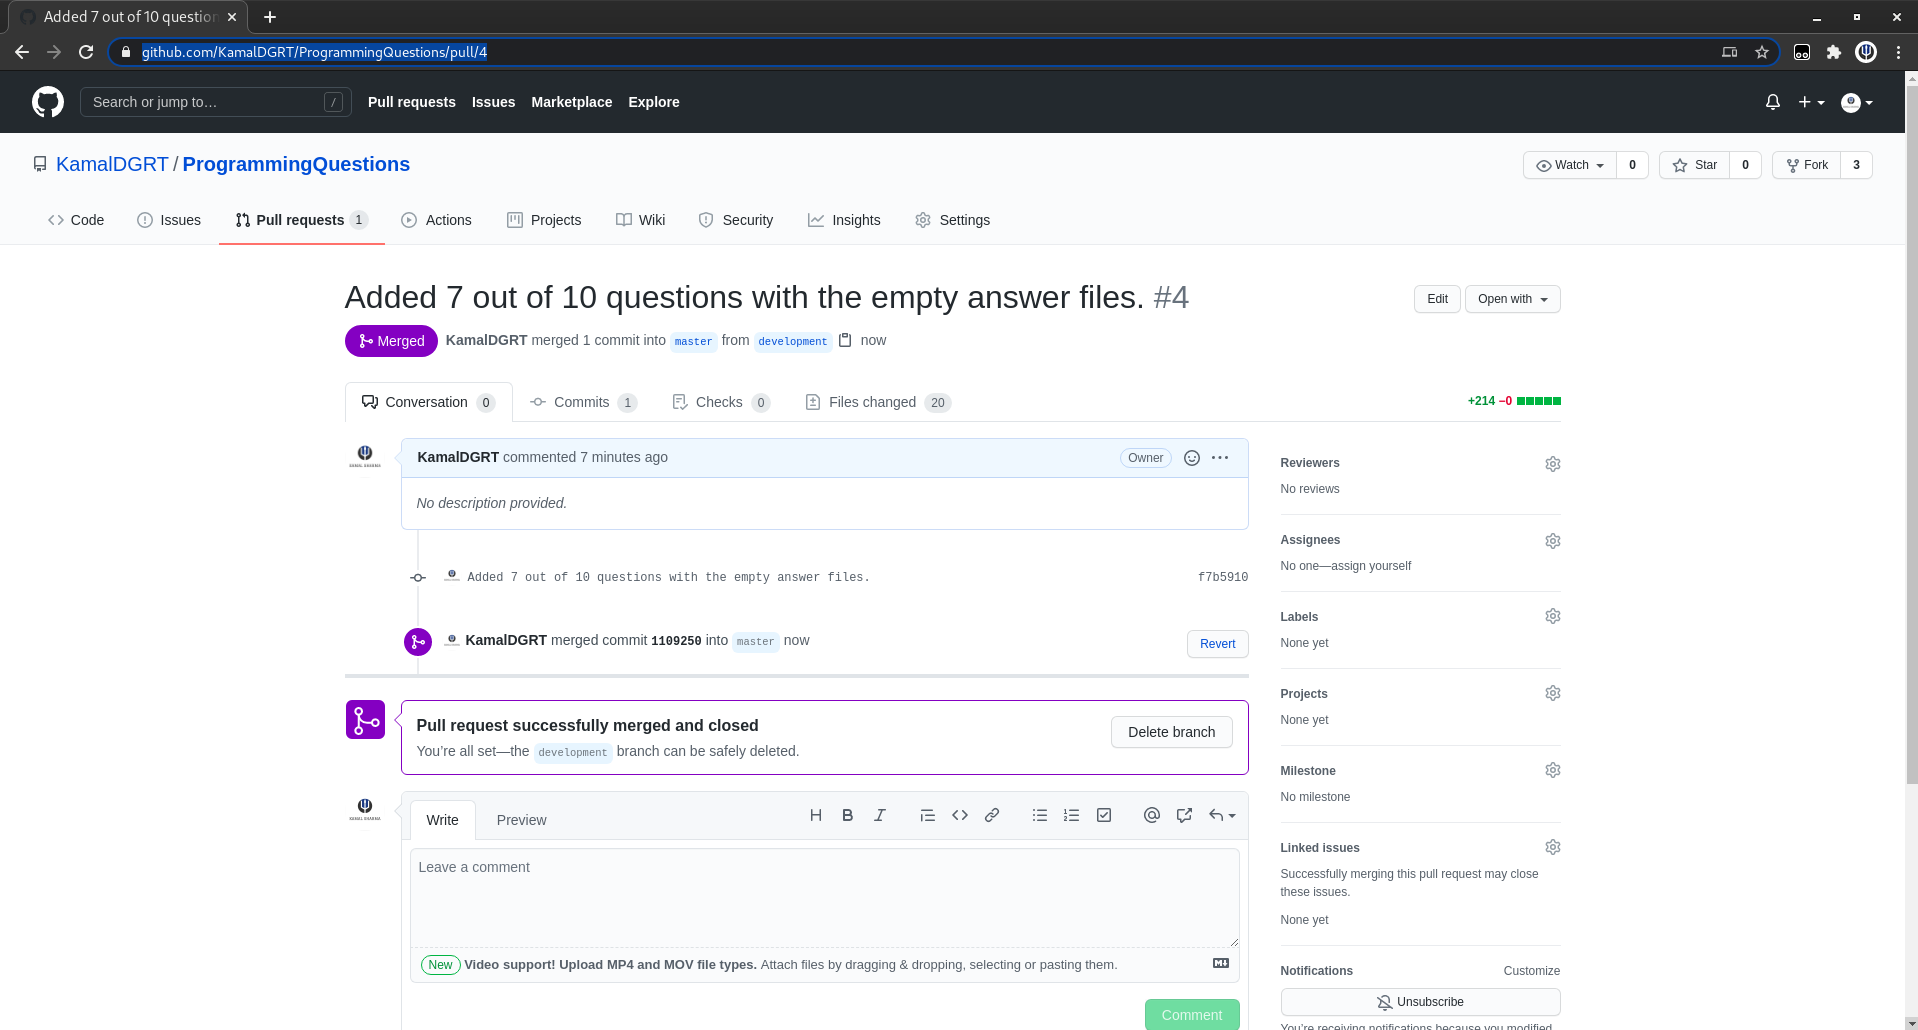 Added 7 out of 10 question
github.com/KamalDGRT/ProgrammingQuestions/pull/4
Search or jump to…
/
Pull requests
Issues
Marketplace
Explore
KamalDGRT / ProgrammingQuestions
Watch
0
Star
0
Fork
3
Code
Issues
Pull requests 1
Actions
Projects
Wiki
Security
Insights
Settings
Added 7 out of 10 questions with the empty answer files. #4
Edit
Open with
Merged
KamalDGRT merged 1 commit into master from development now
Conversation 0
Commits 1
Checks 0
Files changed 20
+214 −0
KAMAL SHARMA
KamalDGRT commented 7 minutes ago
Owner
No description provided.
Added 7 out of 10 questions with the empty answer files.
f7b5910
KamalDGRT merged commit 1109250 into master now
Revert
Pull request successfully merged and closed
You’re all set—the development branch can be safely deleted.
Delete branch
KAMAL SHARMA
Write
Preview
Leave a comment
New Video support! Upload MP4 and MOV file types. Attach files by dragging & dropping, selecting or pasting them.
Comment
Reviewers
No reviews
Assignees
No one—assign yourself
Labels
None yet
Projects
None yet
Milestone
No milestone
Linked issues
Successfully merging this pull request may close
these issues.
None yet
Notifications
Customize
Unsubscribe
You’re receiving notifications because you modified